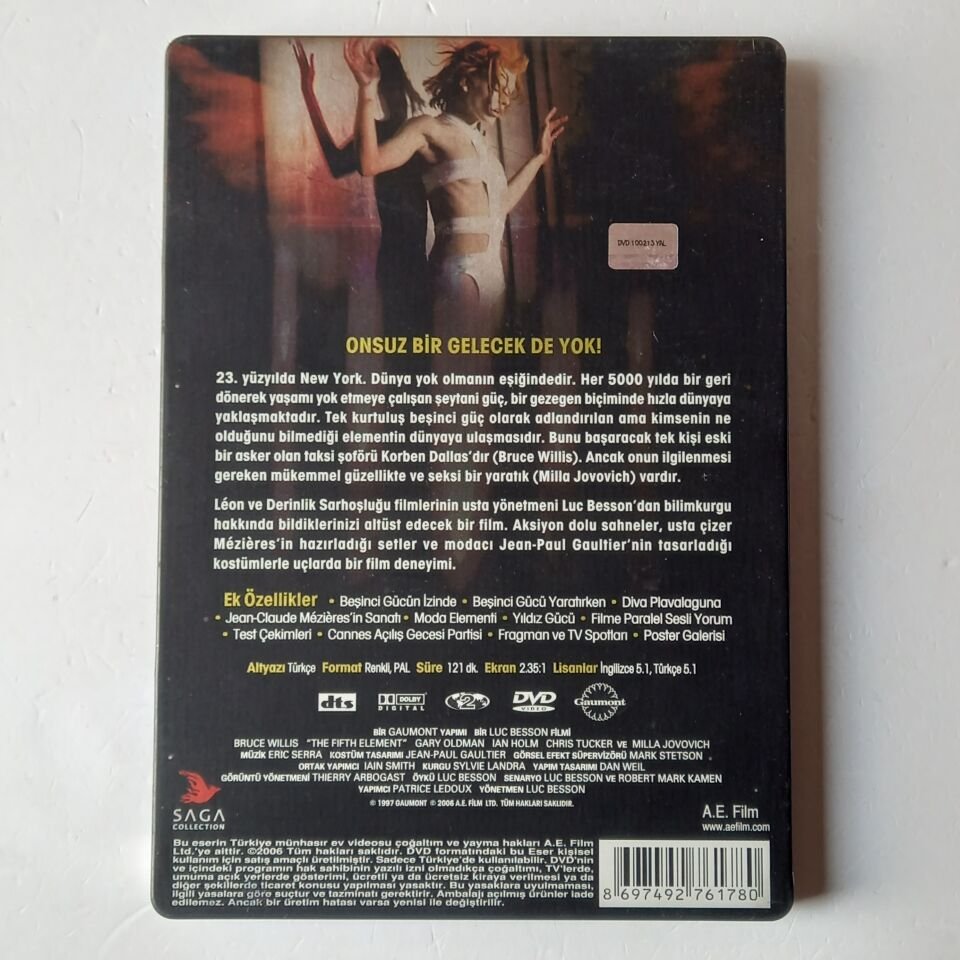 DVD 100213 YAL
ONSUZ BİR GELECEK DE YOK!
23. yüzyılda New York. Dünya yok olmanın eşiğindedir. Her 5000 yılda bir geri
dönerek yaşamı yok etmeye çalışan şeytani güç, bir gezegen biçiminde hızla dünyaya
yaklaşmaktadır. Tek kurtuluş beşinci güç olarak adlandırılan ama kimsenin ne
olduğunu bilmediği elementin dünyaya ulaşmasıdır. Bunu başaracak tek kişi eski
bir asker olan taksi şoförü Korben Dallas'dır (Bruce Willis). Ancak onun ilgilenmesi
gereken mükemmel güzellikte ve seksi bir yaratık (Milla Jovovich) vardır.
Léon ve Derinlik Sarhoşluğu filmlerinin usta yönetmeni Luc Besson'dan bilimkurgu
hakkında bildiklerinizi altüst edecek bir film. Aksiyon dolu sahneler, usta çizer
Mézières'in hazırladığı setler ve modacı Jean-Paul Gaultier'nin tasarladığı
kostümlerle uçlarda bir film deneyimi.
Ek Özellikler • Beşinci Gücün İzinde • Beşinci Gücü Yaratırken • Diva Plavalaguna
• Jean-Claude Mézières'in Sanatı • Moda Elementi • Yıldız Gücü • Filme Paralel Sesli Yorum
• Test Çekimleri • Cannes Açılış Gecesi Partisi • Fragman ve TV Spotları • Poster Galerisi
Altyazı Türkçe Format Renkli, PAL Süre 121 dk. Ekran 2.35:1 Lisanlar İngilizce 5.1, Türkçe 5.1
dts DOLBY DIGITAL 2 DVD VIDEO Gaumont
BİR GAUMONT YAPIMI BİR LUC BESSON FİLMİ
BRUCE WILLIS "THE FIFTH ELEMENT" GARY OLDMAN IAN HOLM CHRIS TUCKER VE MILLA JOVOVICH
MÜZİK ERIC SERRA KOSTÜM TASARIMI JEAN-PAUL GAULTIER GÖRSEL EFEKT SÜPERVİZÖRÜ MARK STETSON
ORTAK YAPIMCI IAIN SMITH KURGU SYLVIE LANDRA YAPIM TASARIMI DAN WEIL
GÖRÜNTÜ YÖNETMENİ THIERRY ARBOGAST ÖYKÜ LUC BESSON SENARYO LUC BESSON VE ROBERT MARK KAMEN
YAPIMCI PATRICE LEDOUX YÖNETMEN LUC BESSON
© 1997 GAUMONT © 2006 A.E. FİLM LTD. TÜM HAKLARI SAKLIDIR.
SAGA
COLLECTION
A.E. Film
www.aefilm.com
Bu eserin Türkiye münhasır ev videosu çoğaltım ve yayma hakları A.E. Film
Ltd.'ye aittir. ©2006 Tüm hakları saklıdır. DVD formatındaki bu Eser kişisel
kullanım için satış amaçlı üretilmiştir. Sadece Türkiye'de kullanılabilir. DVD'nin
ve içindeki programın hak sahibinin yazılı izni olmadıkça çoğaltımı, TV'lerde,
umuma açık yerlerde gösterimi, ücretli ya da ücretsiz kiraya verilmesi ya da
diğer şekillerde ticaret konusu yapılması yasaktır. Bu yasaklara uyulmaması,
ilgili yasalara göre suçtur ve tazminatı gerektirir. Ambalajı açılmış ürünler iade
edilemez. Ancak bir üretim hatası varsa yenisi ile değiştirilir.
8 697492 761780